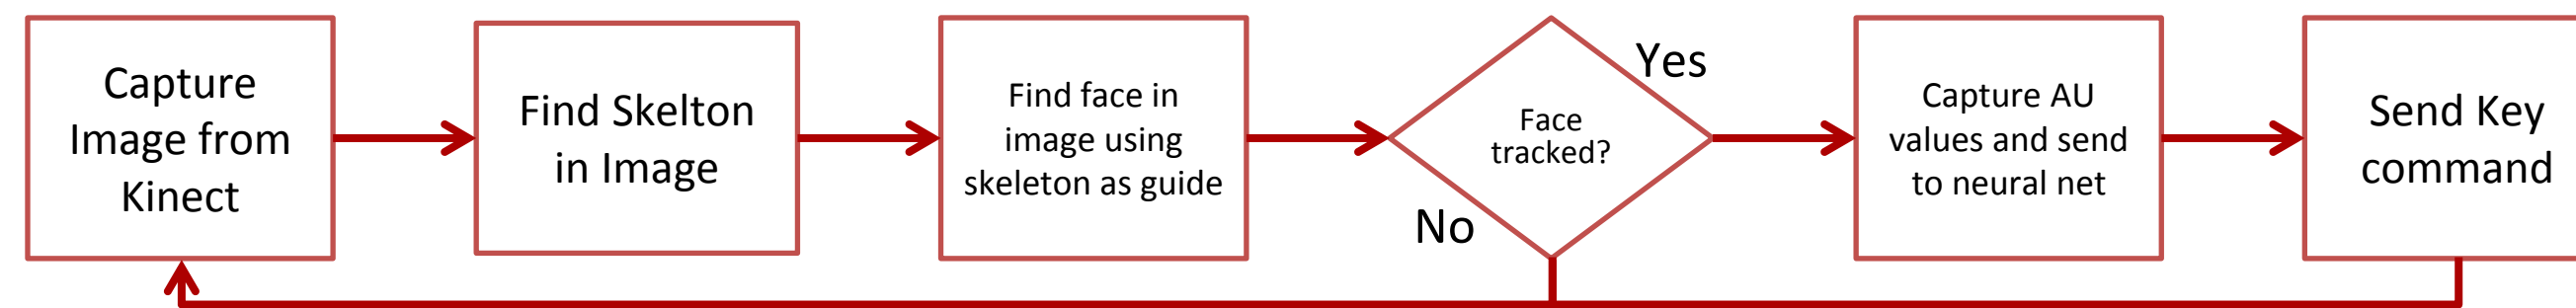 Capture
Image from
Kinect
Find Skelton
in Image
Find face in
image using
skeleton as guide
Face
tracked?
Yes
No
Capture AU
values and send
to neural net
Send Key
command